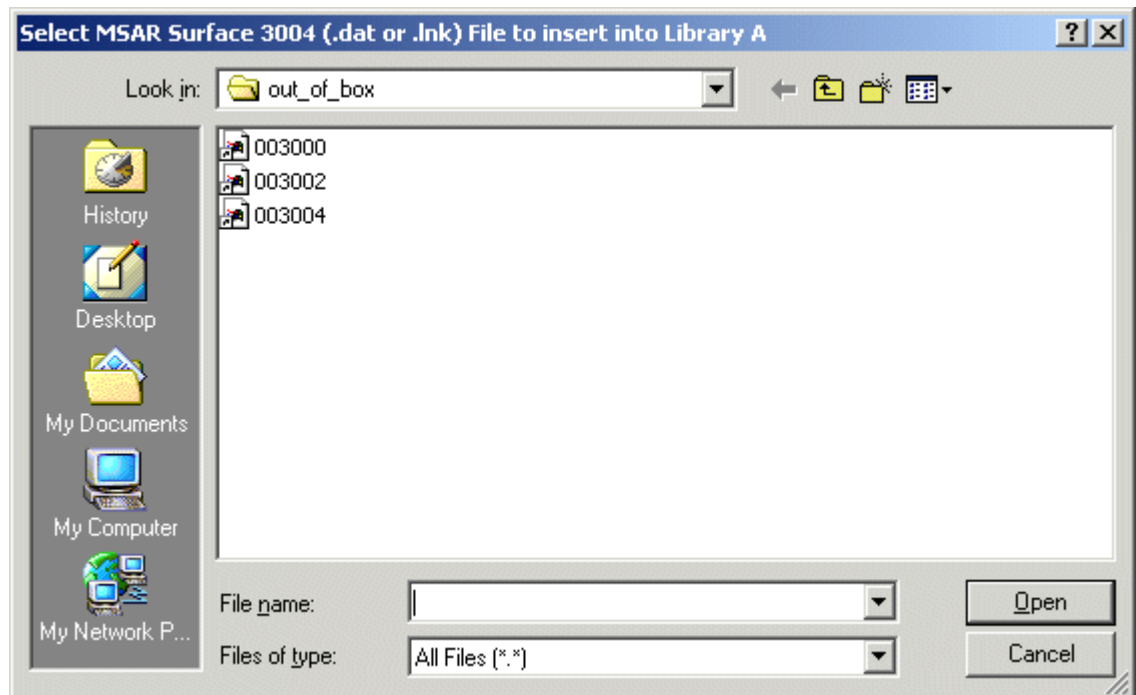 Select MSAR Surface 3004 (.dat or .lnk) File to insert into Library A
Look in: out_of_box
003000
003002
003004
History
Desktop
My Documents
My Computer
My Network P...
File name: Open
Files of type: All Files (*.*) Cancel